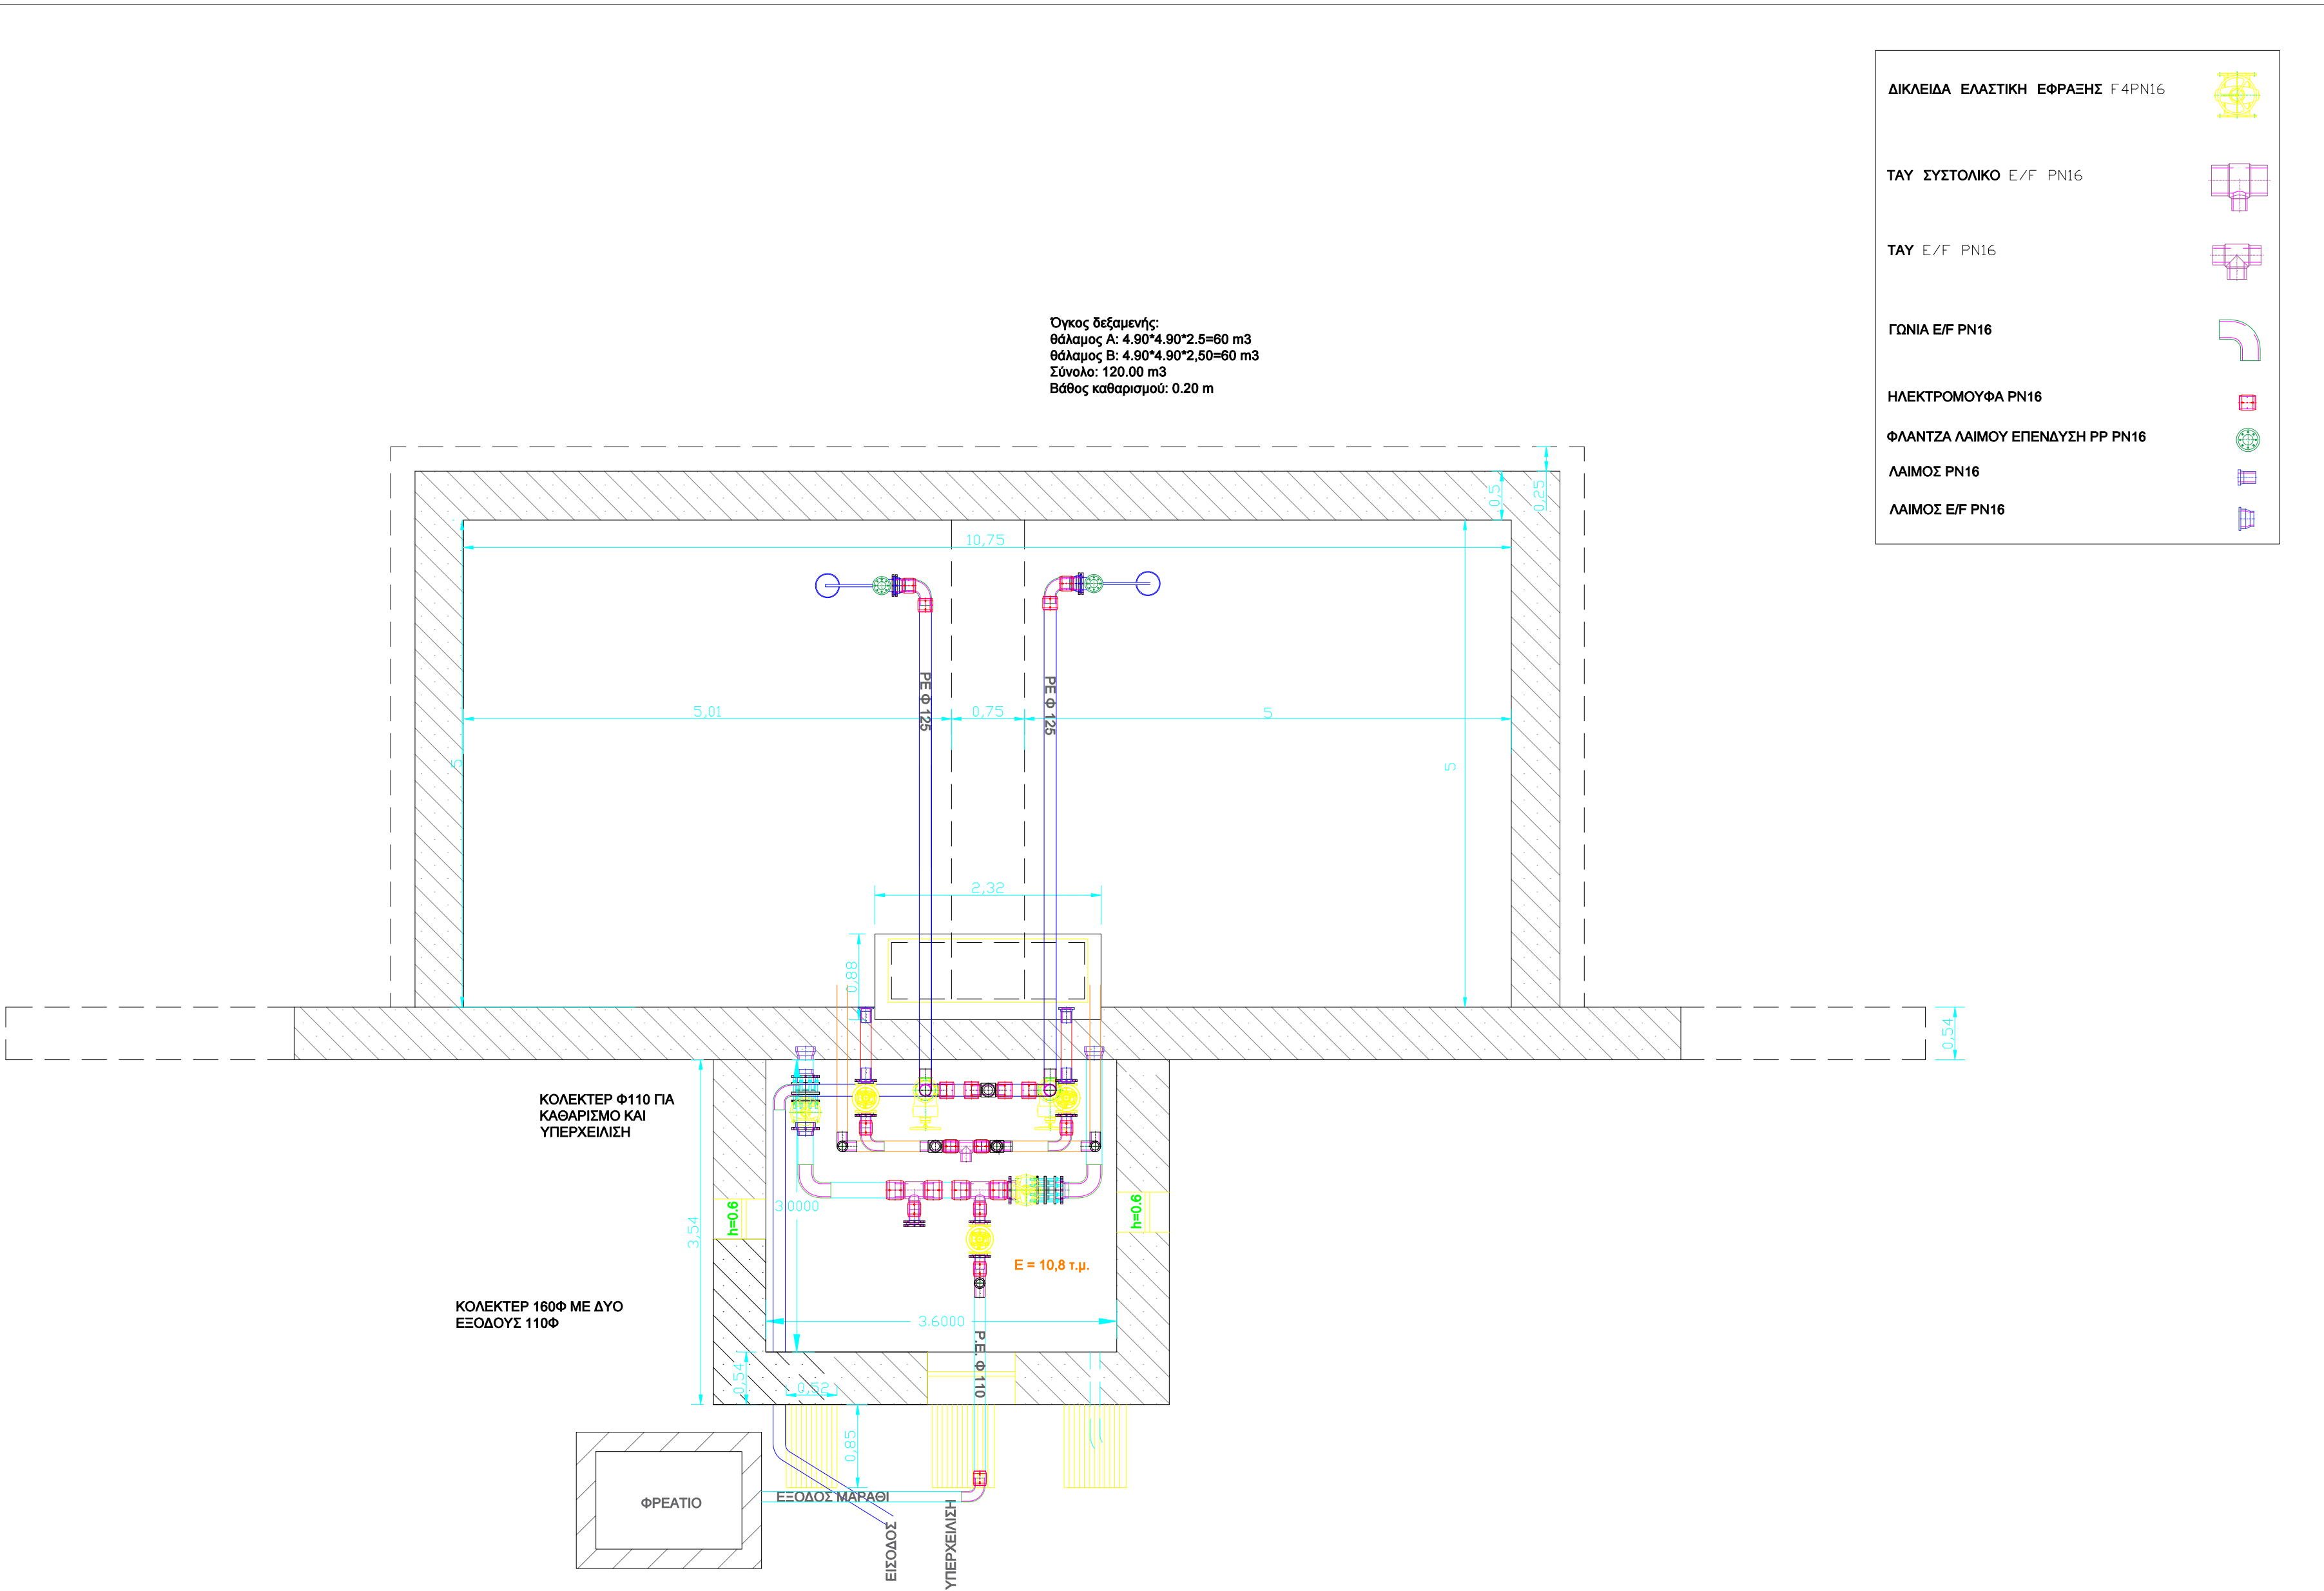 ΔΙΚΛΕΙΔΑ ΕΛΑΣΤΙΚΗ ΕΦΡΑΞΗΣ F4PN16
ΤΑΥ ΣΥΣΤΟΛΙΚΟ E/F PN16
ΤΑΥ E/F PN16
ΓΩΝΙΑ E/F PN16
ΗΛΕΚΤΡΟΜΟΥΦΑ PN16
ΦΛΑΝΤΖΑ ΛΑΙΜΟΥ ΕΠΕΝΔΥΣΗ PP PN16
ΛΑΙΜΟΣ PN16
ΛΑΙΜΟΣ E/F PN16
Όγκος δεξαμενής:
θάλαμος Α: 4.90*4.90*2.5=60 m3
θάλαμος Β: 4.90*4.90*2,50=60 m3
Σύνολο: 120.00 m3
Βάθος καθαρισμού: 0.20 m
0,5
0,25
10,75
PE Φ 125
PE Φ 125
5,01
0,75
5
5
5
2,32
0,88
0,54
ΚΟΛΕΚΤΕΡ Φ110 ΓΙΑ
ΚΑΘΑΡΙΣΜΟ ΚΑΙ
ΥΠΕΡΧΕΙΛΙΣΗ
3,54
h=0.6
3.0000
h=0.6
E = 10,8 τ.μ.
ΚΟΛΕΚΤΕΡ 160Φ ΜΕ ΔΥΟ
ΕΞΟΔΟΥΣ 110Φ
3.6000
P.E. Φ 110
0,54
0,52
0,85
ΦΡΕΑΤΙΟ
ΕΞΟΔΟΣ ΜΑΡΑΘΙ
ΕΙΣΟΔΟΣ
ΥΠΕΡΧΕΙΛΙΣΗ